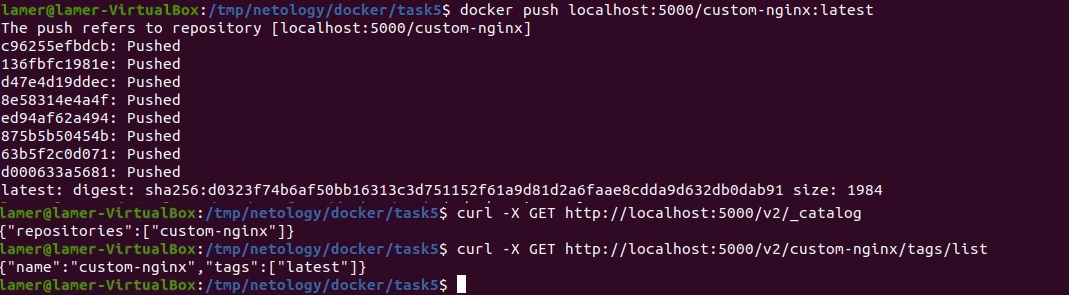 lamer@lamer-VirtualBox:/tmp/netology/docker/task5$ docker push localhost:5000/custom-nginx:latest
The push refers to repository [localhost:5000/custom-nginx]
c96255efbdcb: Pushed
136fbfc1981e: Pushed
d47e4d19ddec: Pushed
8e58314e4a4f: Pushed
ed94af62a494: Pushed
875b5b50454b: Pushed
63b5f2c0d071: Pushed
d000633a5681: Pushed
latest: digest: sha256:d0323f74b6af50bb16313c3d751152f61a9d81d2a6faae8cdda9d632db0dab91 size: 1984
lamer@lamer-VirtualBox:/tmp/netology/docker/task5$ curl -X GET http://localhost:5000/v2/_catalog
{"repositories":["custom-nginx"]}
lamer@lamer-VirtualBox:/tmp/netology/docker/task5$ curl -X GET http://localhost:5000/v2/custom-nginx/tags/list
{"name":"custom-nginx","tags":["latest"]}
lamer@lamer-VirtualBox:/tmp/netology/docker/task5$